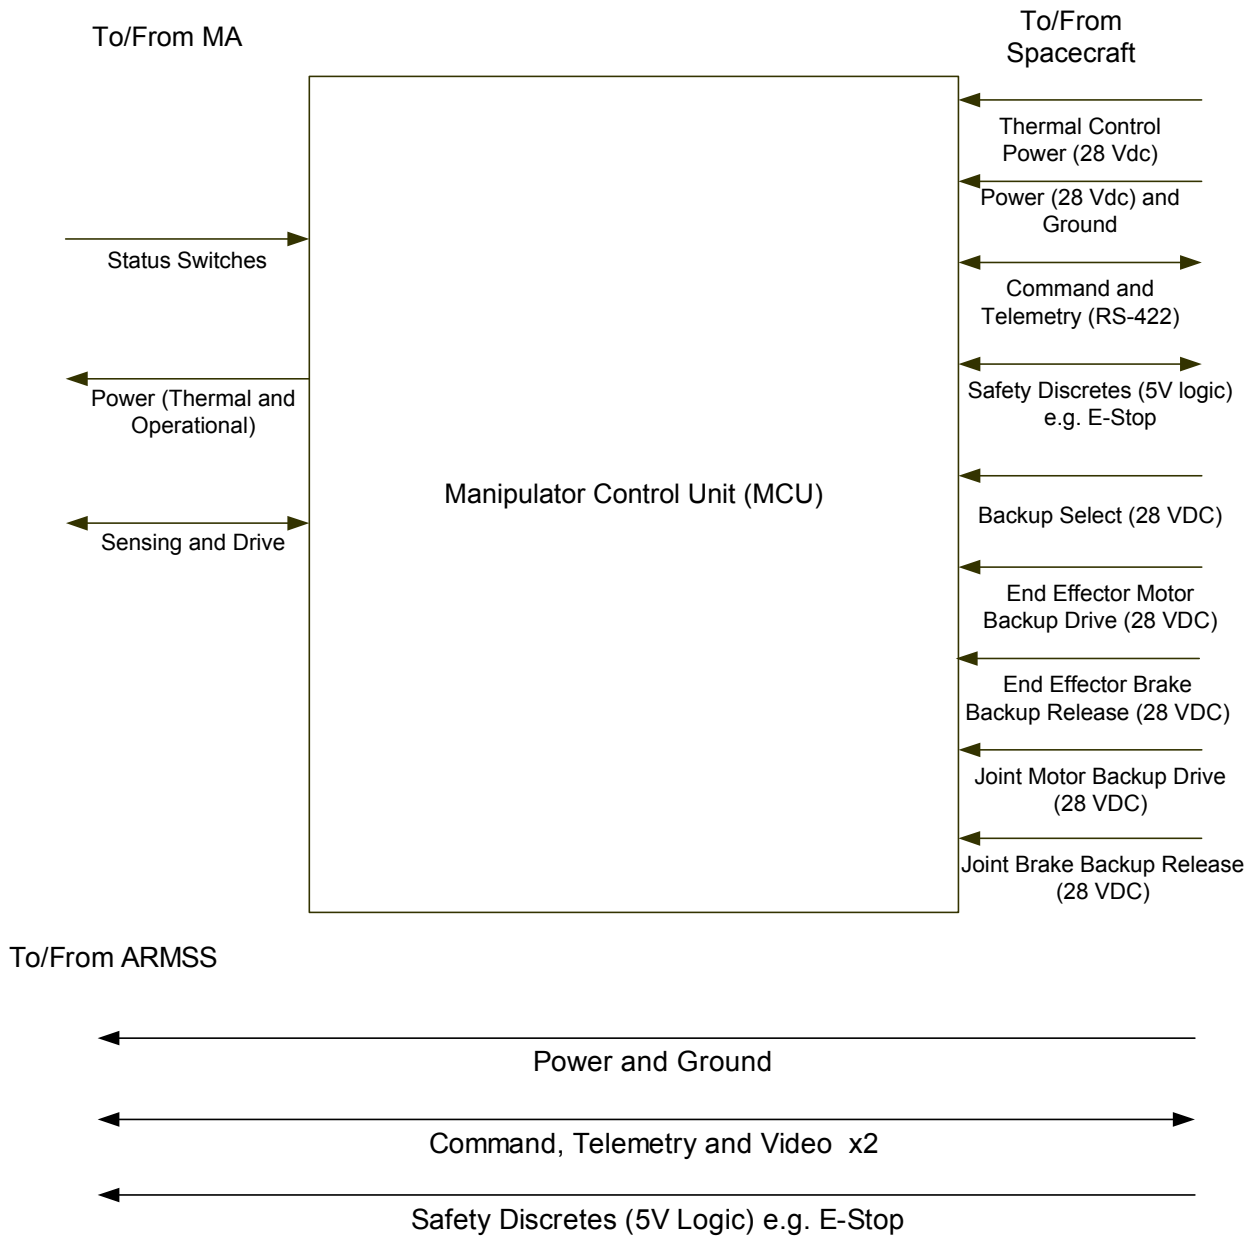 To/From MA
To/From
Spacecraft
Thermal Control
Power (28 Vdc)
Power (28 Vdc) and
Ground
Status Switches
Command and
Telemetry (RS-422)
Power (Thermal and
Operational)
Safety Discretes (5V logic)
e.g. E-Stop
Manipulator Control Unit (MCU)
Sensing and Drive
Backup Select (28 VDC)
End Effector Motor
Backup Drive (28 VDC)
End Effector Brake
Backup Release (28 VDC)
Joint Motor Backup Drive
(28 VDC)
Joint Brake Backup Release
(28 VDC)
To/From ARMSS
Power and Ground
Command, Telemetry and Video  x2
Safety Discretes (5V Logic) e.g. E-Stop